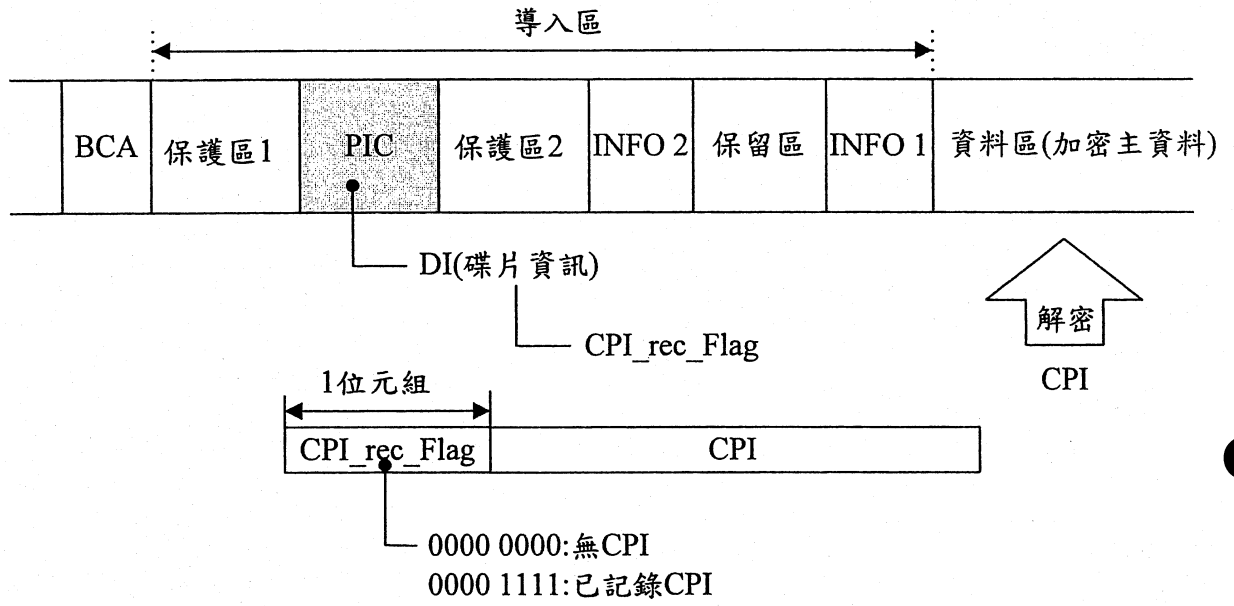 導入區
BCA
保護區1
PIC
保護區2
INFO 2
保留區
INFO 1
資料區(加密主資料)
DI(碟片資訊)
CPI_rec_Flag
解密
CPI
1位元組
CPI_rec_Flag
CPI
0000 0000:無CPI
0000 1111:已記錄CPI